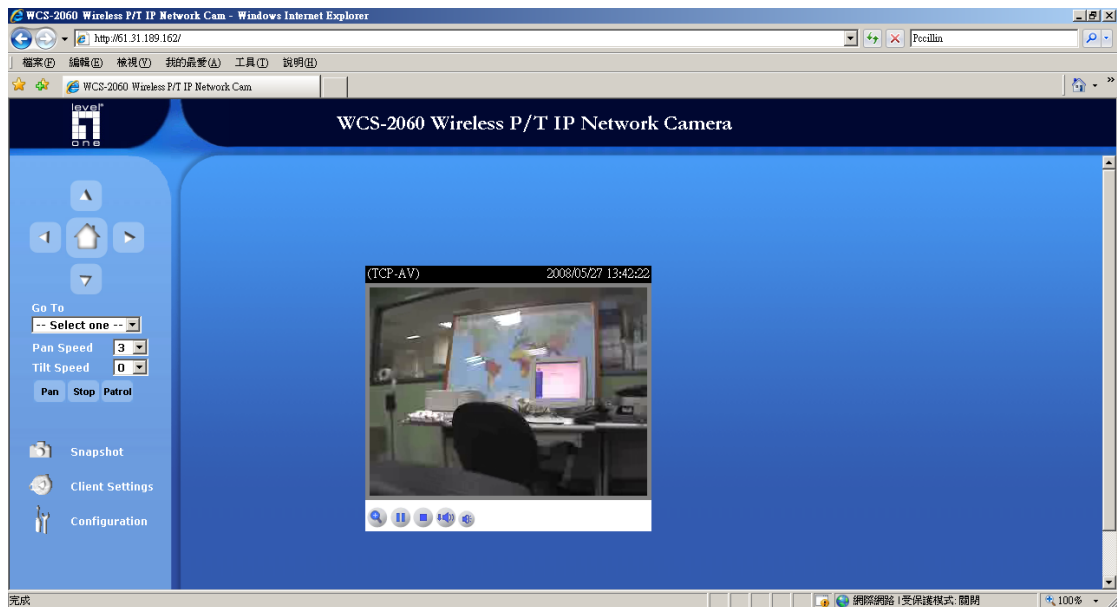 WCS-2060 Wireless P/T IP Network Cam - Windows Internet Explorer
http://61.31.189.162/
Pccillin
檔案(F) 編輯(E) 檢視(V) 我的最愛(A) 工具(T) 說明(H)
WCS-2060 Wireless P/T IP Network Cam
level
one
WCS-2060 Wireless P/T IP Network Camera
(TCP-AV) 2008/05/27 13:42:22
Go To
-- Select one --
Pan Speed 3
Tilt Speed 0
Pan Stop Patrol
Snapshot
Client Settings
Configuration
完成
網際網路 | 受保護模式: 關閉
100%